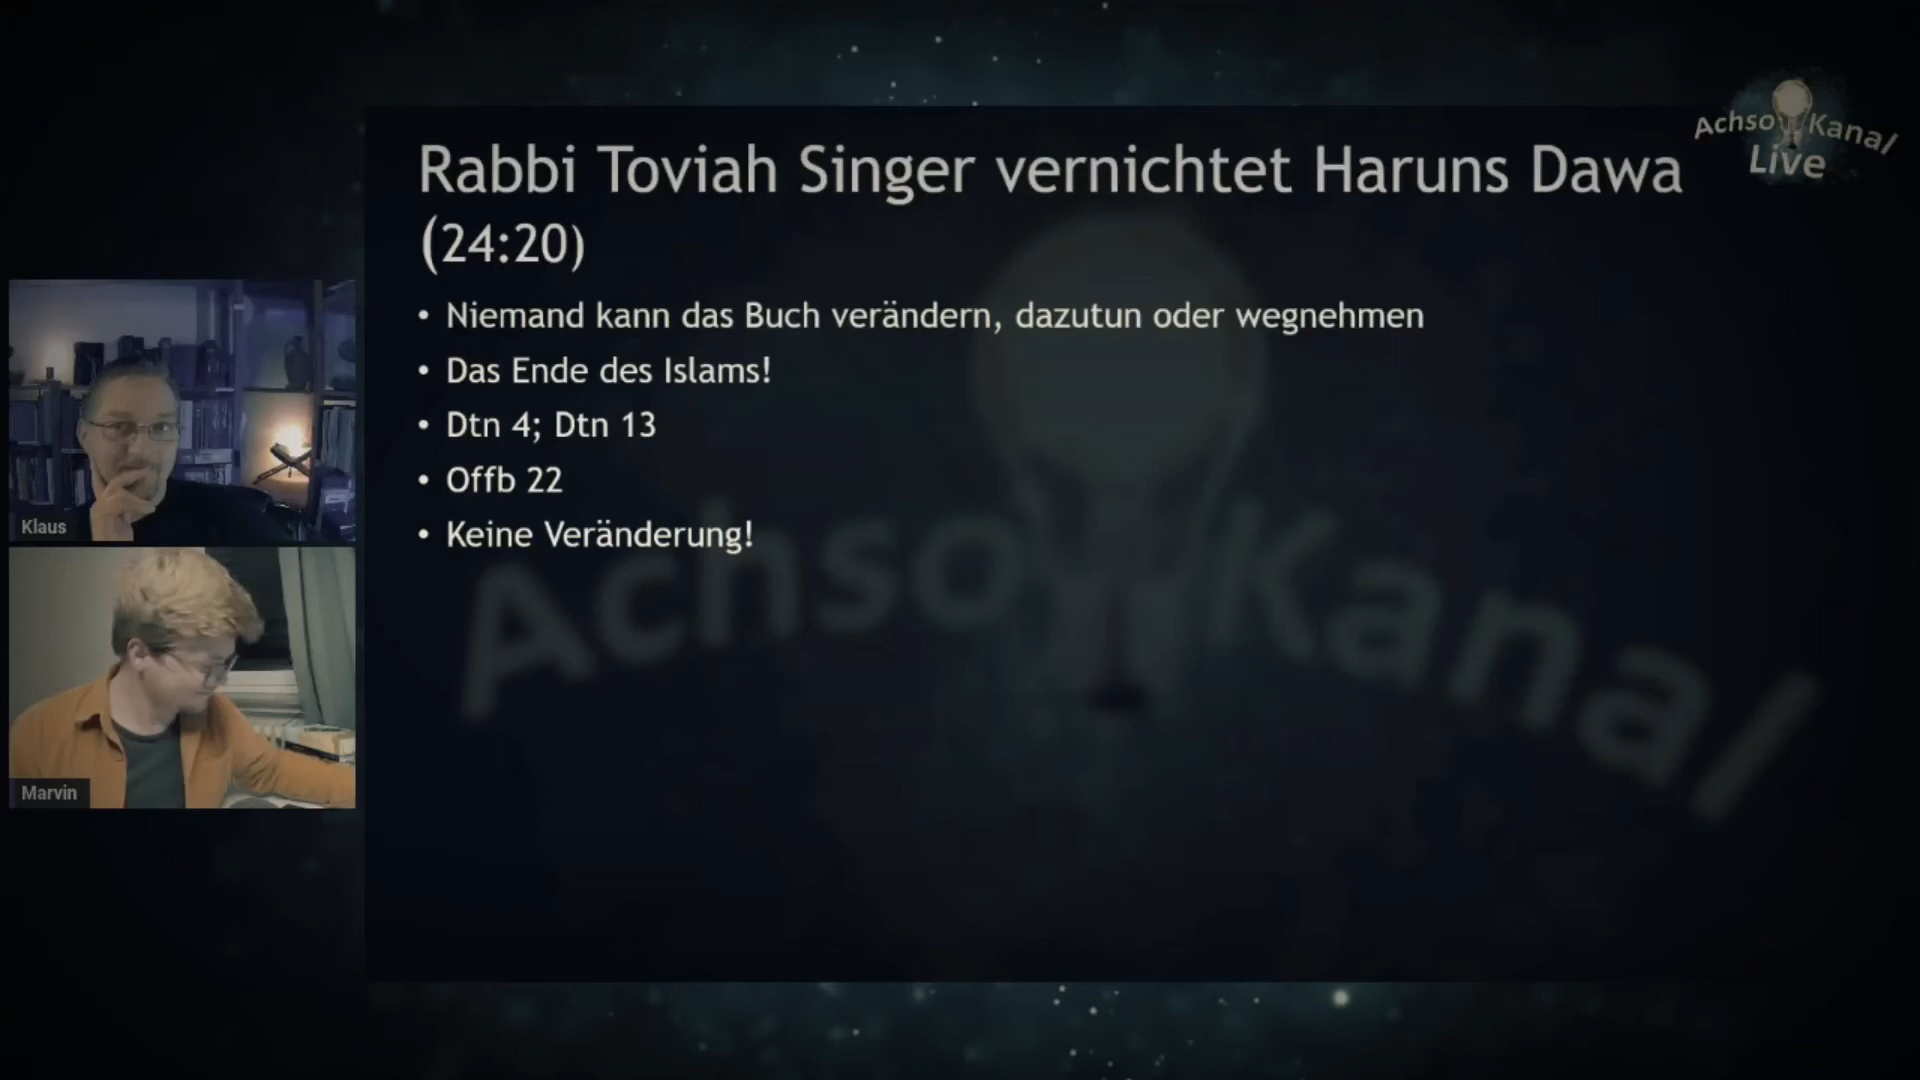 Rabbi Toviah Singer vernichtet Haruns Dawa
(24:20)
• Niemand kann das Buch verändern, dazutun oder wegnehmen
• Das Ende des Islams!
• Dtn 4; Dtn 13
• Offb 22
• Keine Veränderung!
Achso Kanal
Live
Klaus
Marvin
Achso Kanal